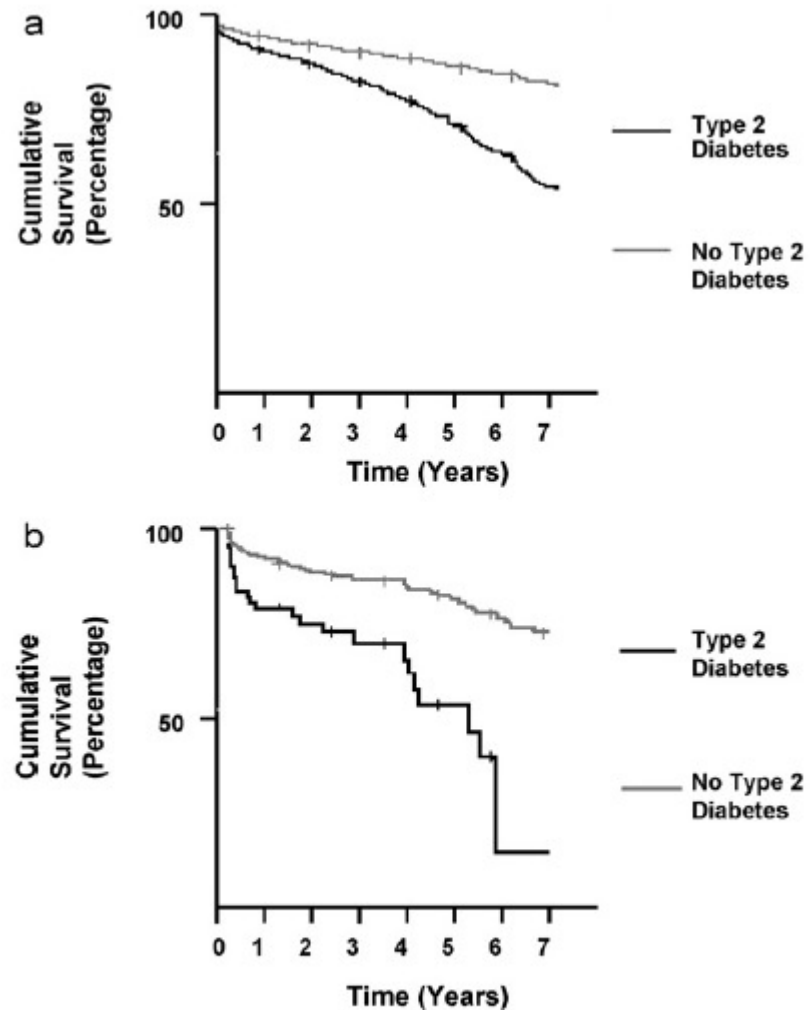 a
100
50
Cumulative
Survival
(Percentage)
Type 2
Diabetes
No Type 2
Diabetes
0 1 2 3 4 5 6 7
Time (Years)
b
100
50
Cumulative
Survival
(Percentage)
Type 2
Diabetes
No Type 2
Diabetes
0 1 2 3 4 5 6 7
Time (Years)